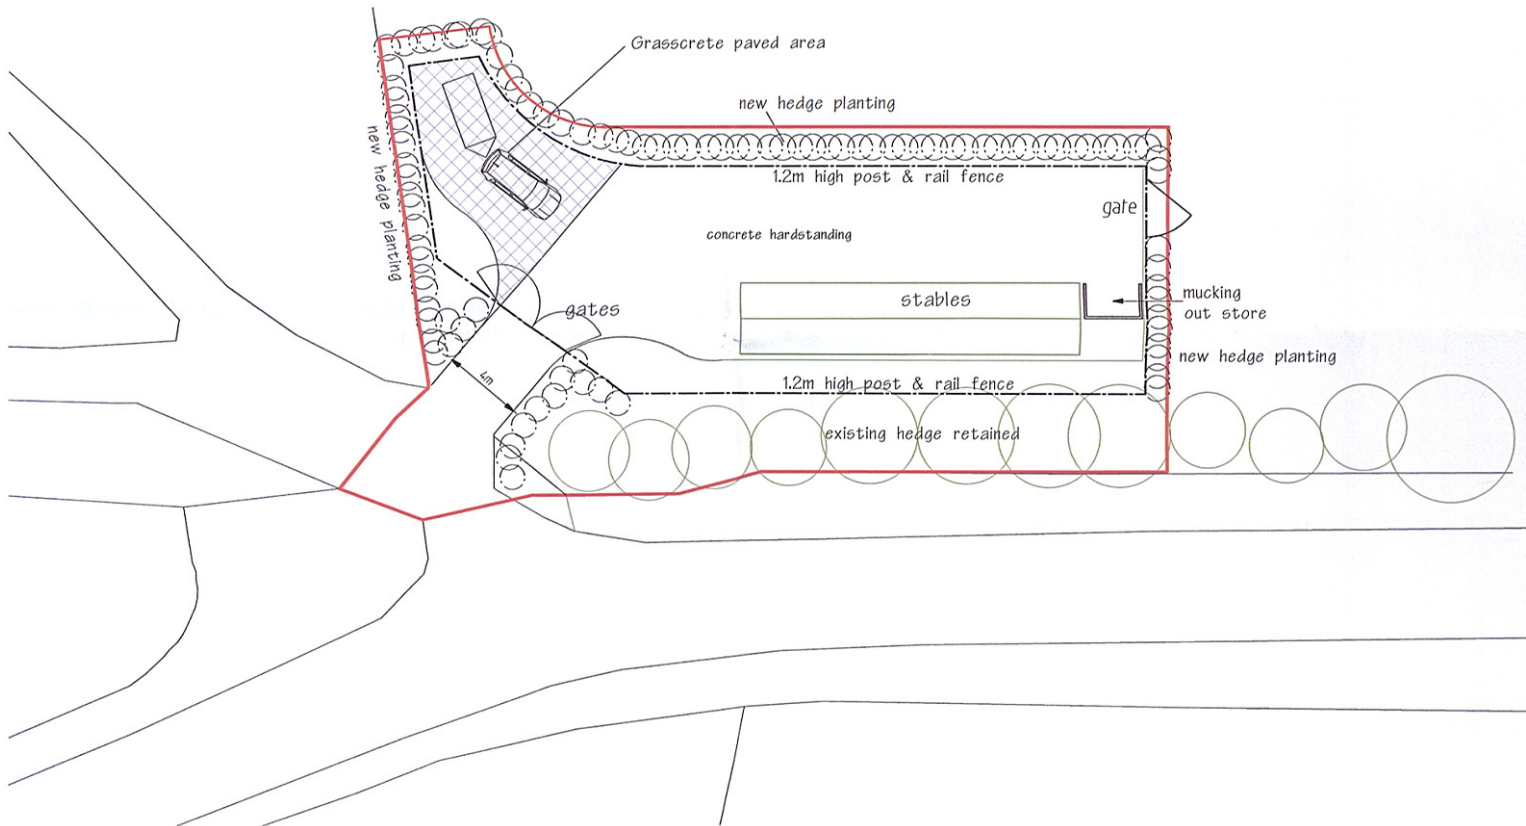 Grasscrete paved area
new hedge planting
new hedge planting
1.2m high post & rail fence
gate
concrete hardstanding
stables
mucking
out store
gates
new hedge planting
4m
1.2m high post & rail fence
existing hedge retained